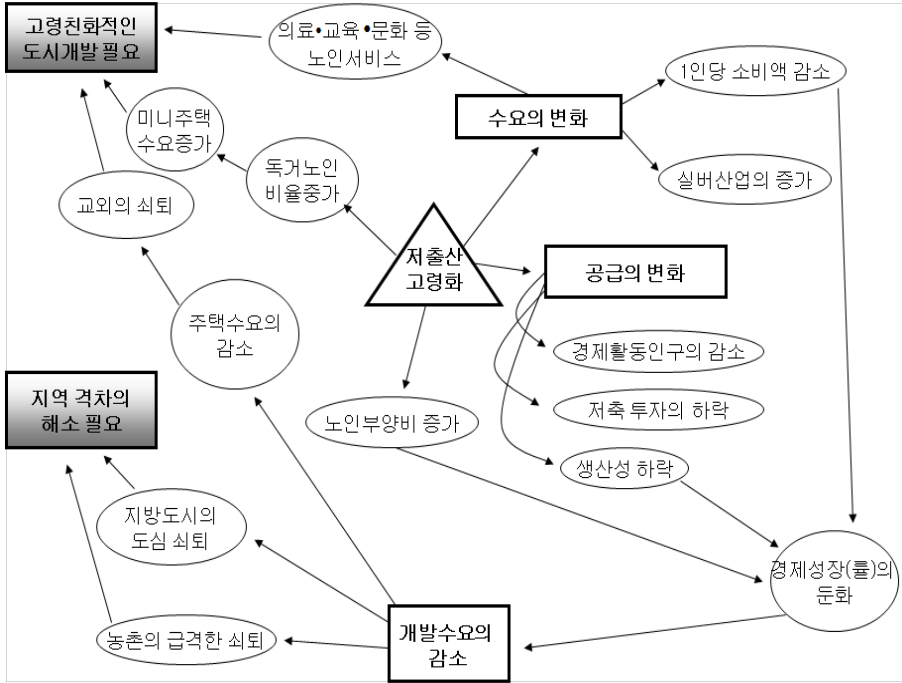 고령친화적인
도시개발 필요
의료•교육•문화 등
노인서비스
1인당 소비액 감소
미니주택
수요증가
수요의 변화
독거노인
비율중가
실버산업의 증가
교외의 쇠퇴
저출산
고령화
공급의 변화
주택수요의
감소
경제활동인구의 감소
지역 격차의
해소 필요
저축 투자의 하락
노인부양비 증가
생산성 하락
지방도시의
도심 쇠퇴
경제성장(률)의
둔화
농촌의 급격한 쇠퇴
개발수요의
감소